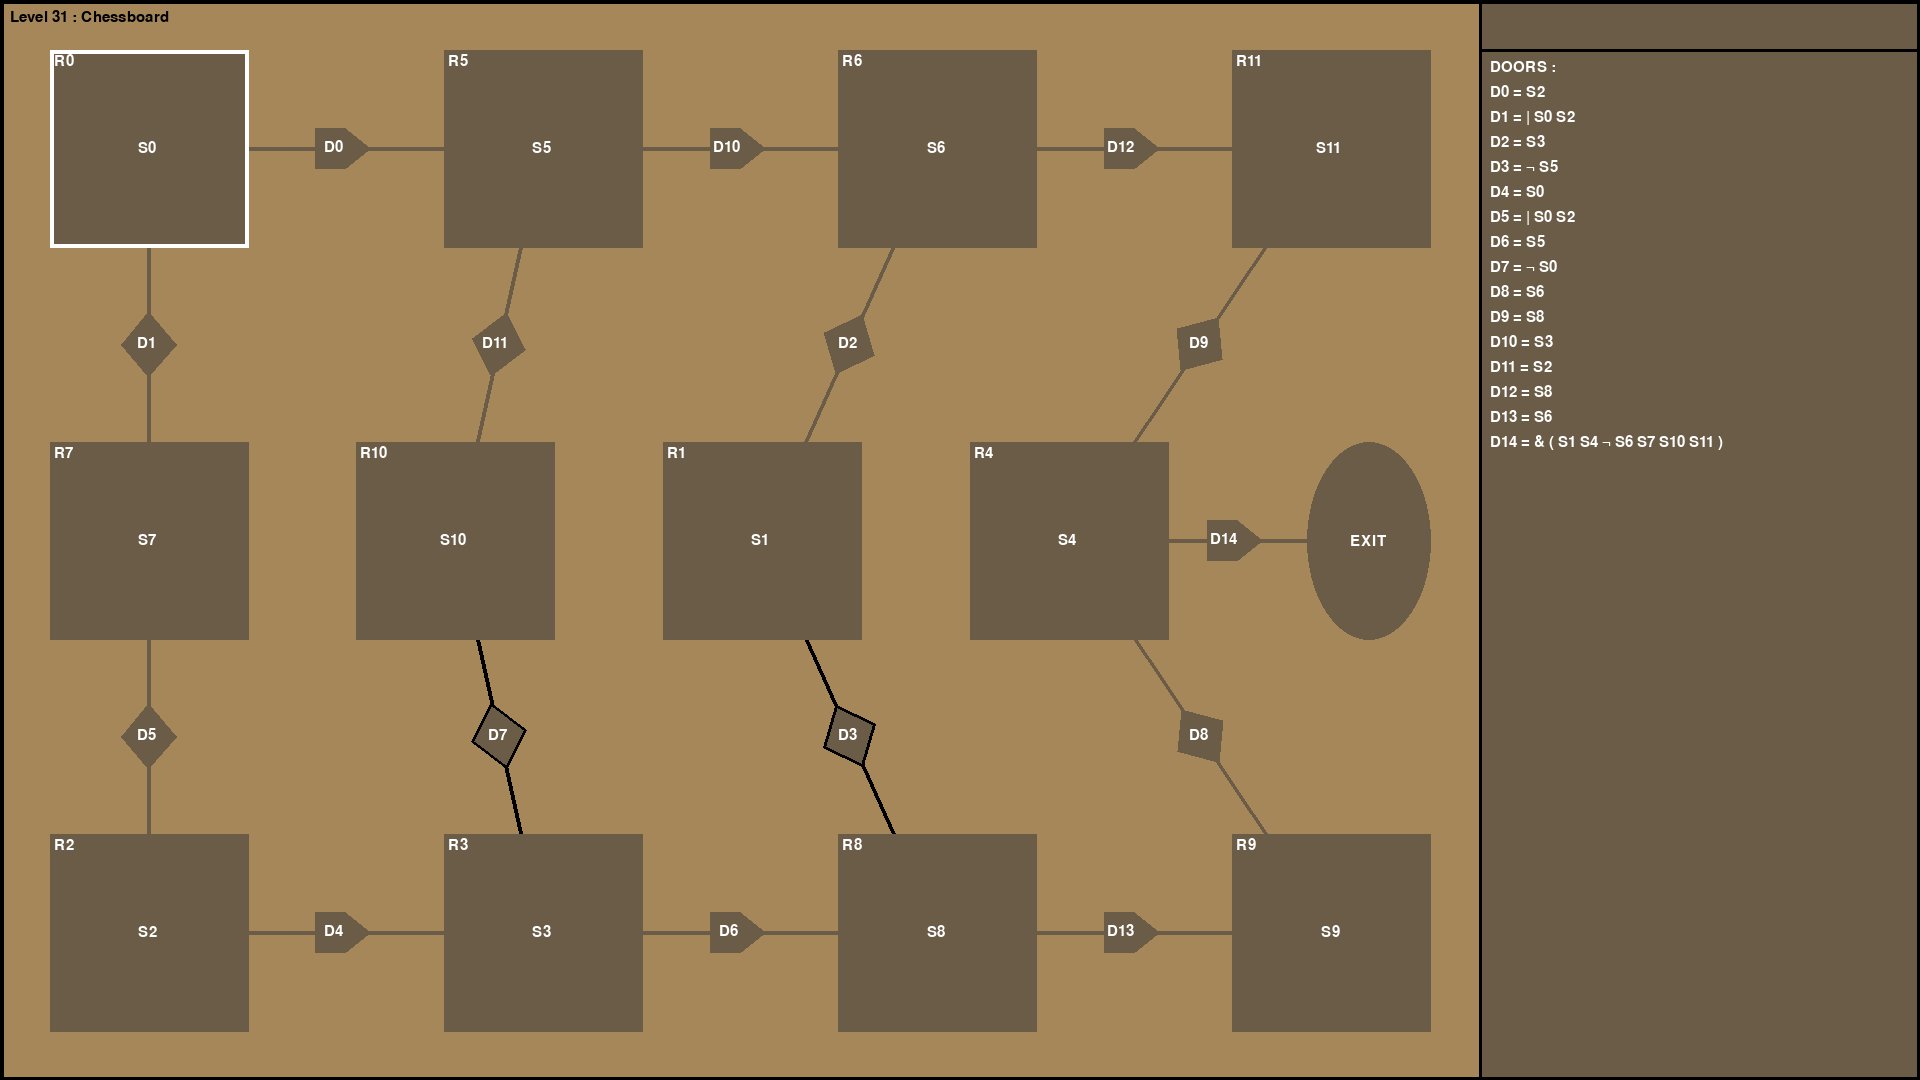 Level 31 : Chessboard
R0
S0
D0
R5
S5
D10
R6
S6
D12
R11
S11
D1
D11
D2
D9
R7
S7
R10
S10
R1
S1
R4
S4
D14
EXIT
D5
D7
D3
D8
R2
S2
D4
R3
S3
D6
R8
S8
D13
R9
S9
DOORS :
D0 = S2
D1 = | S0 S2
D2 = S3
D3 = ¬ S5
D4 = S0
D5 = | S0 S2
D6 = S5
D7 = ¬ S0
D8 = S6
D9 = S8
D10 = S3
D11 = S2
D12 = S8
D13 = S6
D14 = & ( S1 S4 ¬ S6 S7 S10 S11 )